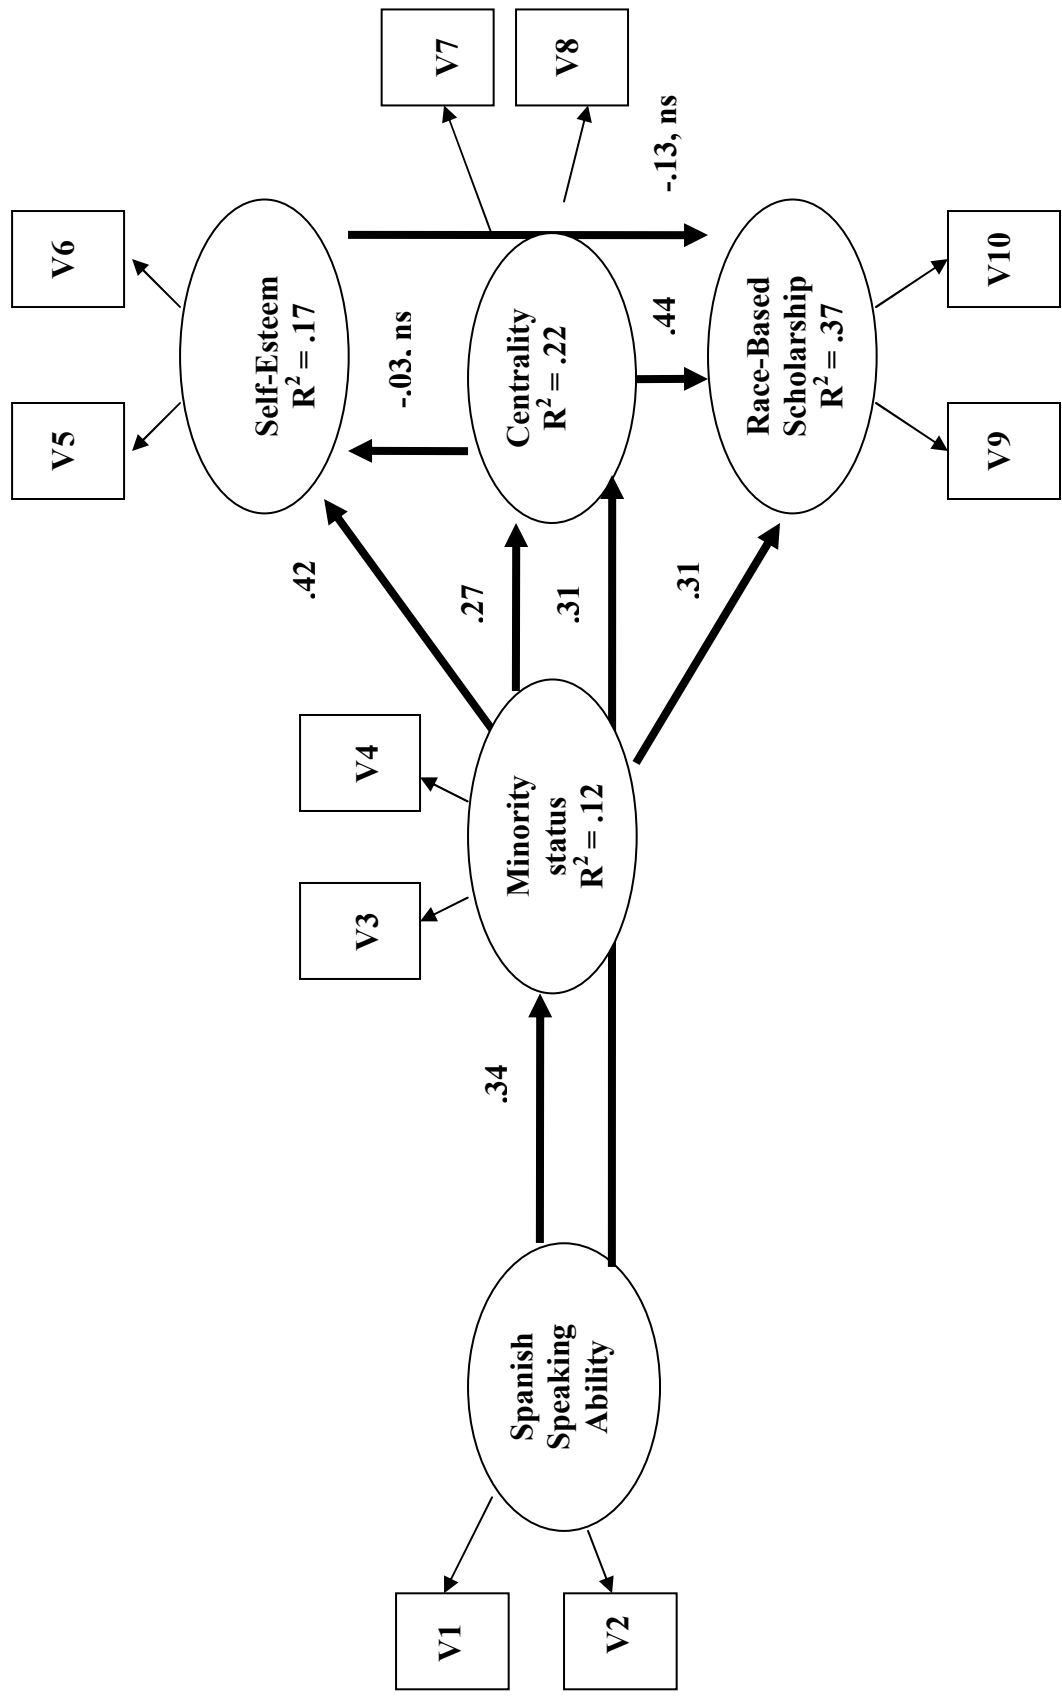 V5
V6
Self-Esteem
R² = .17
.42
V3
V4
-.03. ns
V1
V7
.34
.27
Spanish
Speaking
Ability
Minority
status
R² = .12
Centrality
R² = .22
V8
.31
V2
.31
.44
-.13, ns
Race-Based
Scholarship
R² = .37
V9
V10